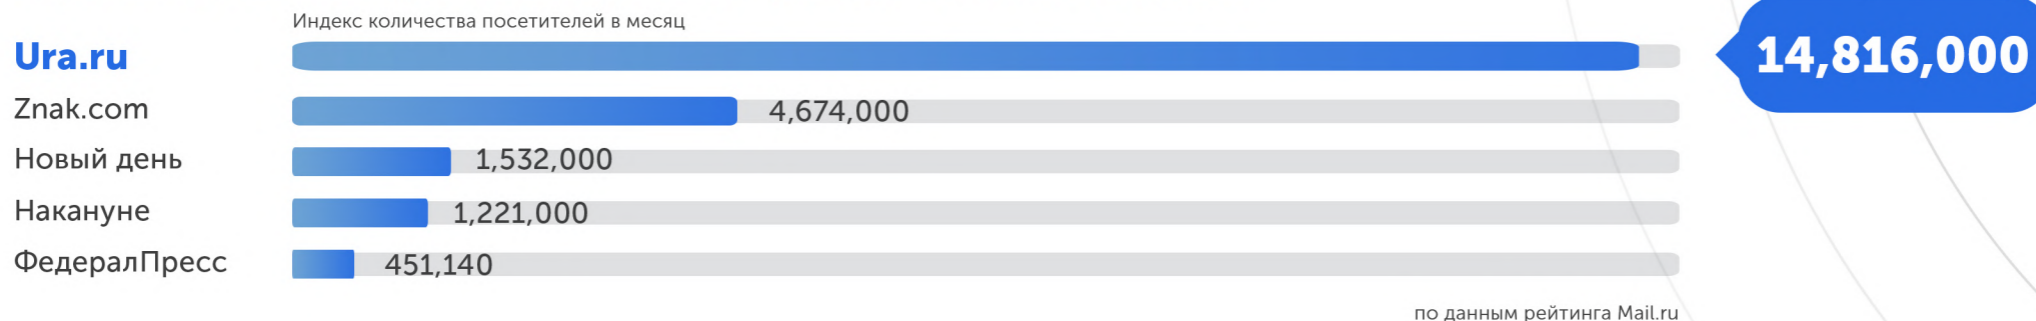 Индекс количества посетителей в месяц
Ura.ru 14,816,000
Znak.com 4,674,000
Новый день 1,532,000
Накануне 1,221,000
ФедералПресс 451,140
по данным рейтинга Mail.ru